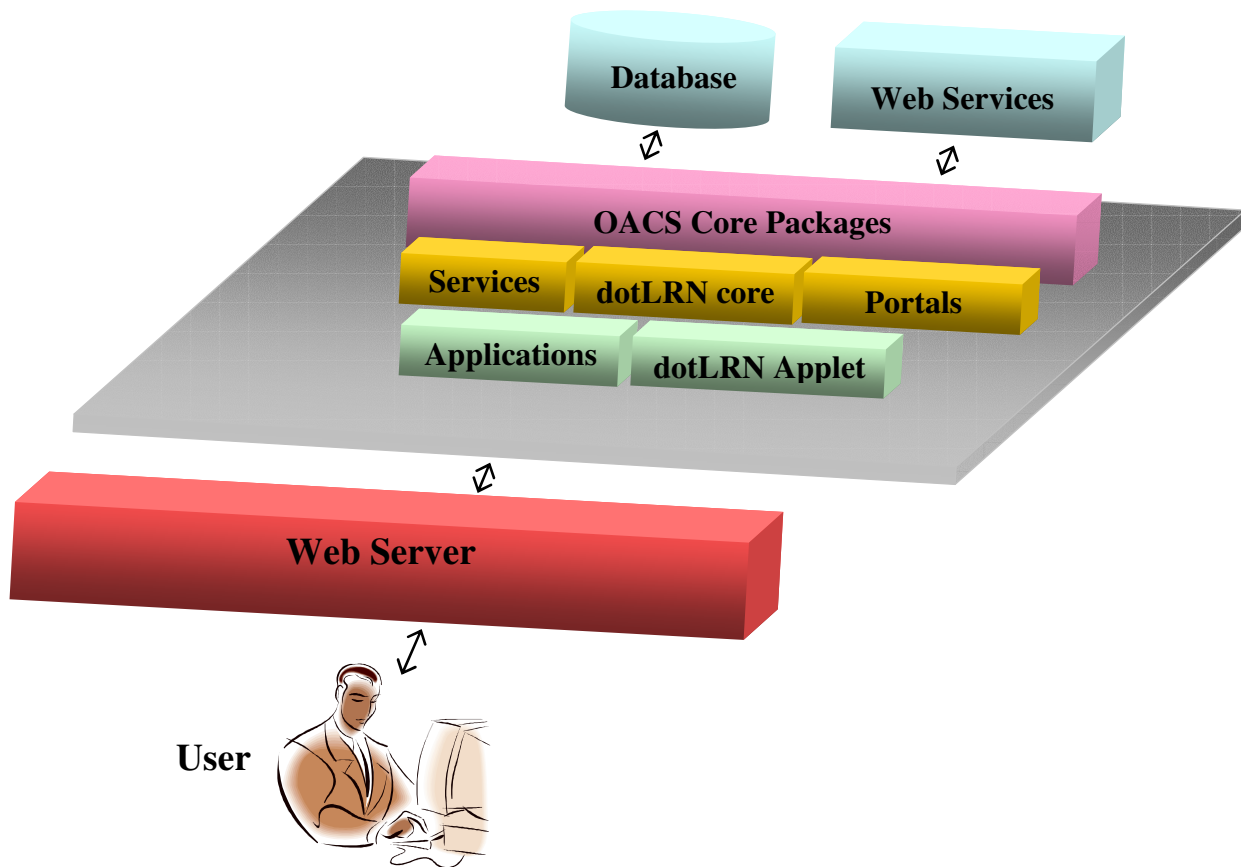 Database
Web Services
OACS Core Packages
Services
dotLRN core
Portals
Applications
dotLRN Applet
Web Server
User